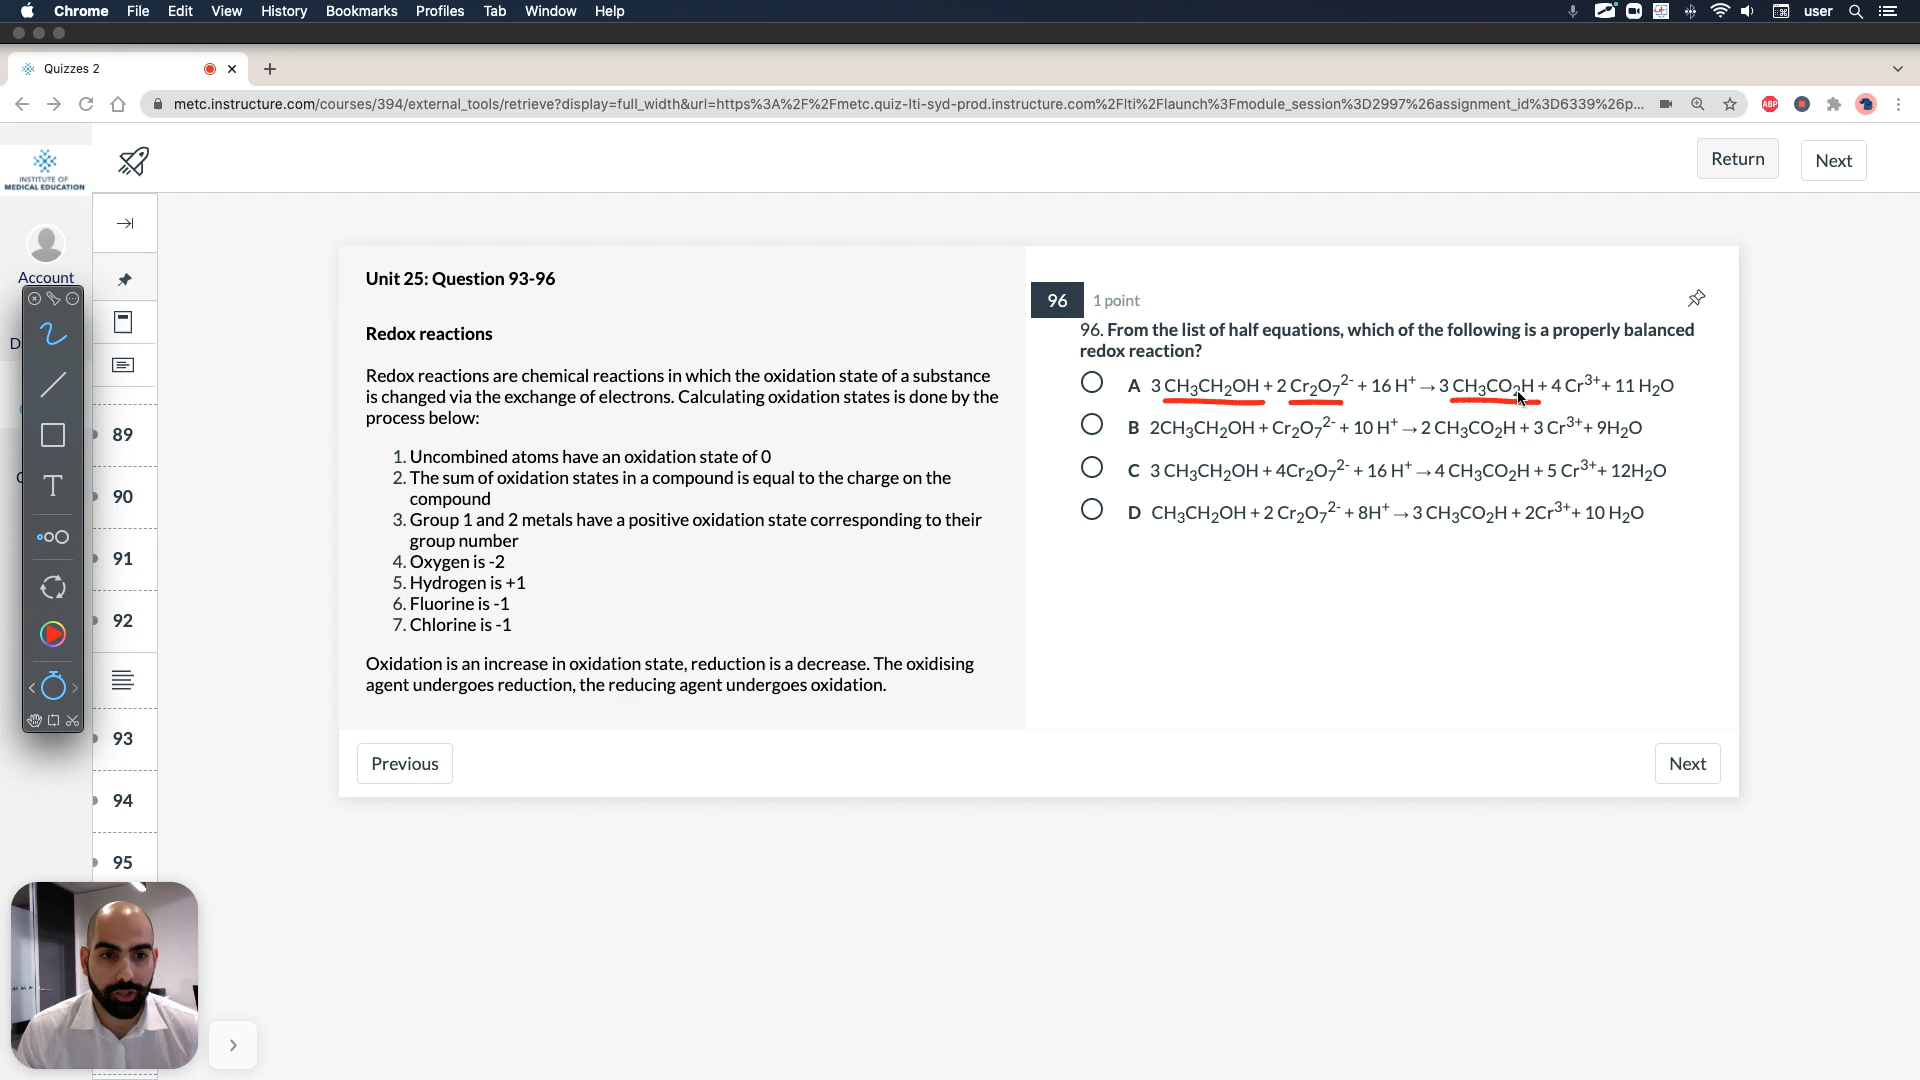 Chrome File Edit View History Bookmarks Profiles Tab Window Help user
Quizzes 2
metc.instructure.com/courses/394/external_tools/retrieve?display=full_width&url=https%3A%2F%2Fmetc.quiz-lti-syd-prod.instructure.com%2Flti%2Flaunch%3Fmodule_session%3D2997%26assignment_id%3D6339%26p... ABP
INSTITUTE OF
MEDICAL EDUCATION
Return Next
Account
T
89
90
91
92
93
94
95
Unit 25: Question 93-96
Redox reactions
Redox reactions are chemical reactions in which the oxidation state of a substance
is changed via the exchange of electrons. Calculating oxidation states is done by the
process below:
1. Uncombined atoms have an oxidation state of 0
2. The sum of oxidation states in a compound is equal to the charge on the
compound
3. Group 1 and 2 metals have a positive oxidation state corresponding to their
group number
4. Oxygen is -2
5. Hydrogen is +1
6. Fluorine is -1
7. Chlorine is -1
Oxidation is an increase in oxidation state, reduction is a decrease. The oxidising
agent undergoes reduction, the reducing agent undergoes oxidation.
96 1 point
96. From the list of half equations, which of the following is a properly balanced
redox reaction?
A 3 CH₃CH₂OH + 2 Cr₂O₇²⁻ + 16 H⁺ → 3 CH₃CO₂H + 4 Cr³⁺ + 11 H₂O
B 2CH₃CH₂OH + Cr₂O₇²⁻ + 10 H⁺ → 2 CH₃CO₂H + 3 Cr³⁺ + 9H₂O
C 3 CH₃CH₂OH + 4Cr₂O₇²⁻ + 16 H⁺ → 4 CH₃CO₂H + 5 Cr³⁺ + 12H₂O
D CH₃CH₂OH + 2 Cr₂O₇²⁻ + 8H⁺ → 3 CH₃CO₂H + 2Cr³⁺ + 10 H₂O
Previous Next